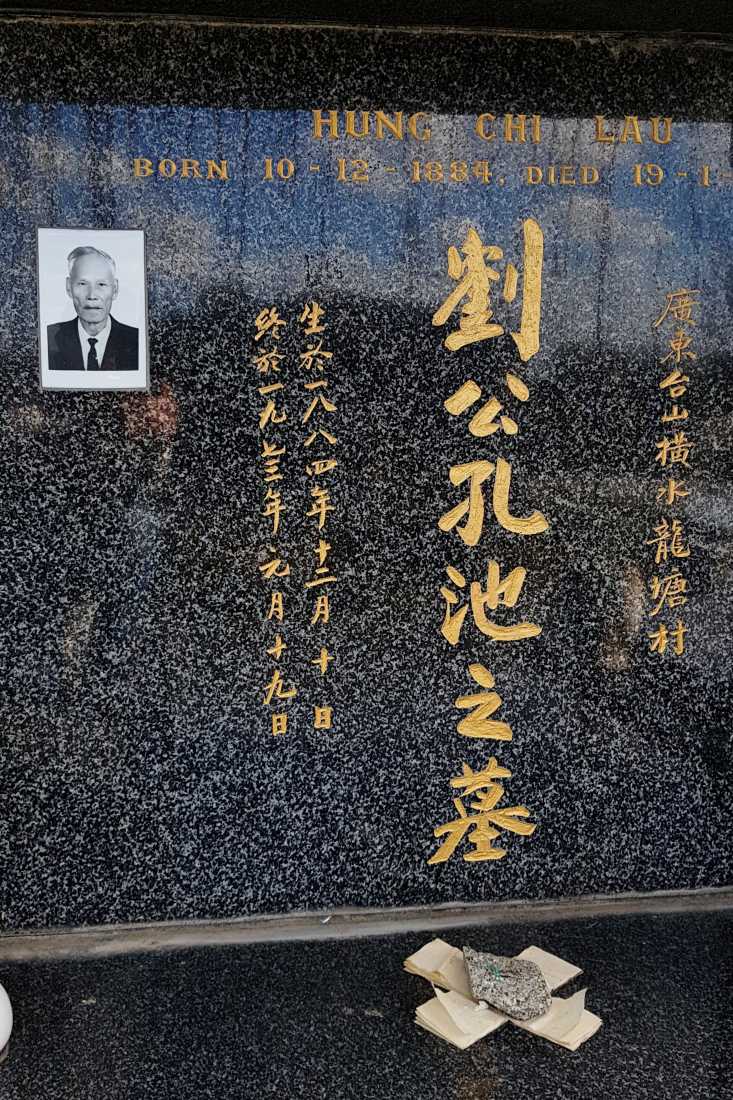 HUNG CHI LAU
BORN 10-12-1884. DIED 19-1-
廣東台山橫水龍塘村
劉公孔池之墓
生於一八八四年十二月十日
終於一九七三年元月十九日